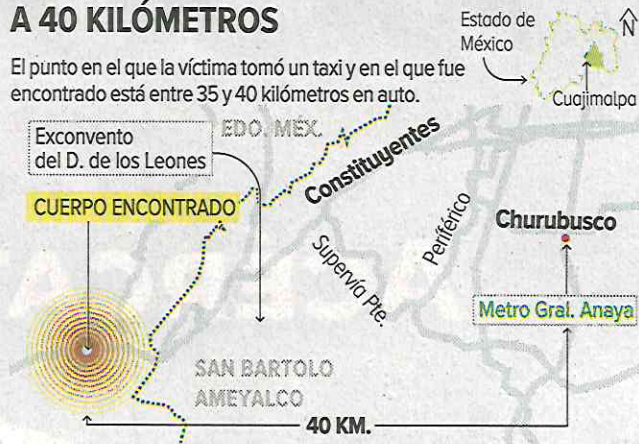 A 40 KILÓMETROS
El punto en el que la víctima tomó un taxi y en el que fue
encontrado está entre 35 y 40 kilómetros en auto.
Estado de
México
N
Cuajimalpa
Exconvento
del D. de los Leones
EDO. MÉX.
Constituyentes
CUERPO ENCONTRADO
Supervía Pte.
Periférico
Churubusco
Metro Gral. Anaya
SAN BARTOLO
AMEYALCO
40 KM.